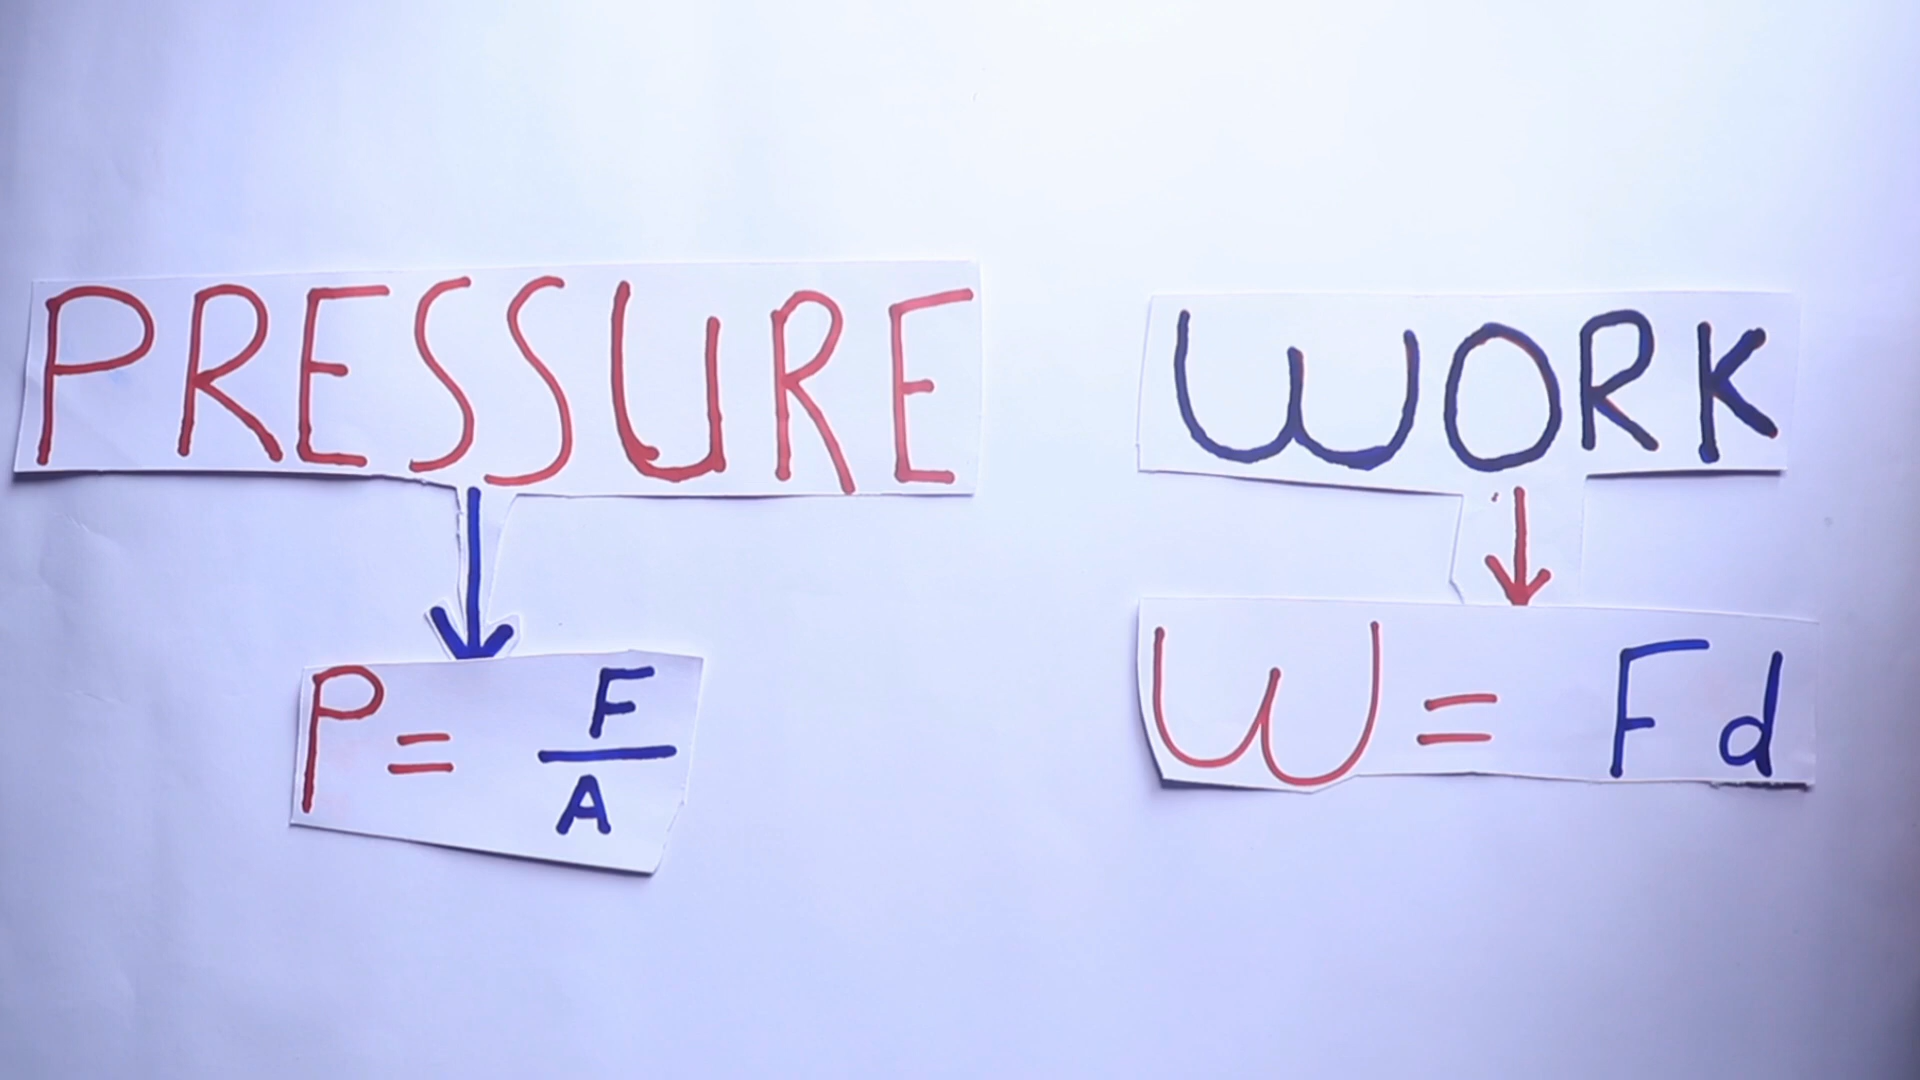 PRESSURE
P = F/A
WORK
W = Fd